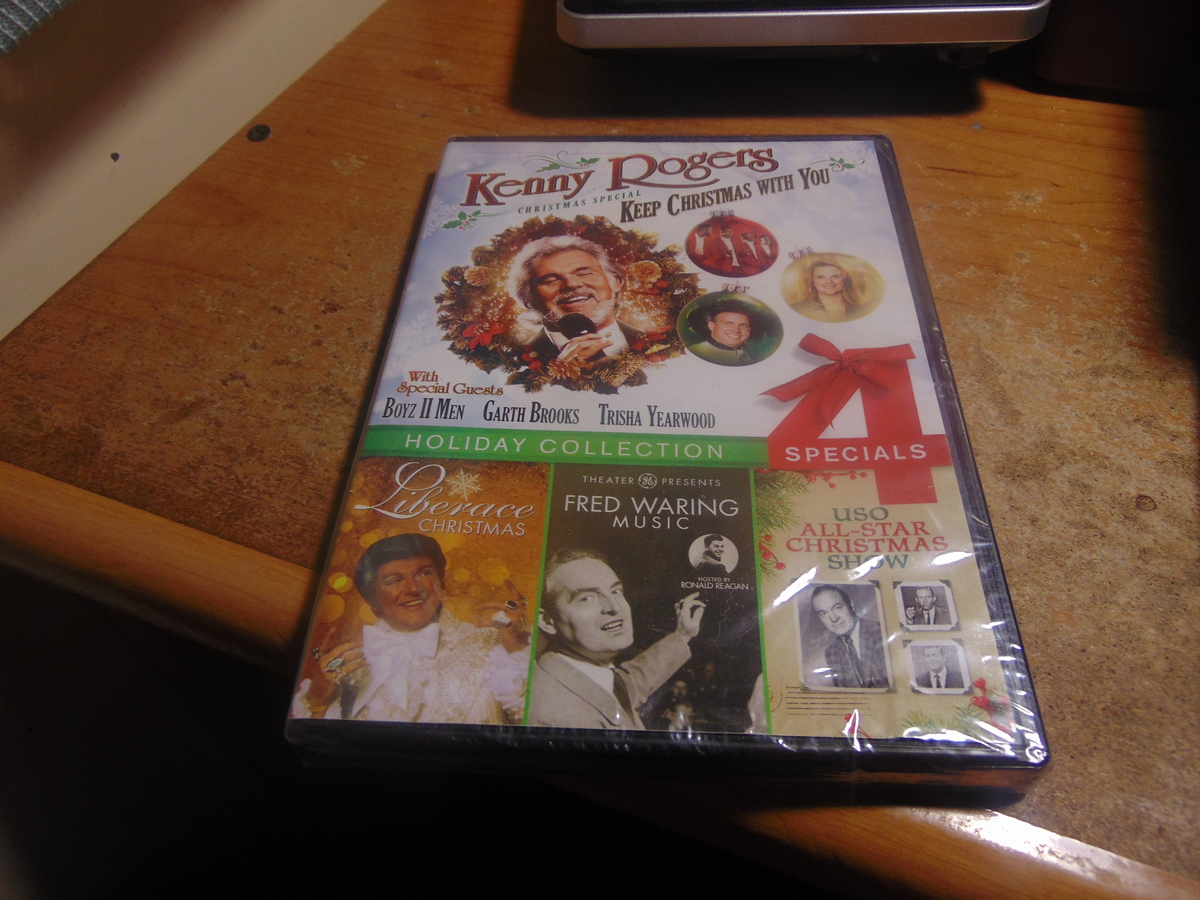 Kenny Rogers
CHRISTMAS SPECIAL
KEEP CHRISTMAS WITH YOU
With
Special Guests
BOYZ II MEN GARTH BROOKS TRISHA YEARWOOD
HOLIDAY COLLECTION
4
SPECIALS
Liberace
CHRISTMAS
THEATER GE PRESENTS
FRED WARING
MUSIC
HOSTED BY
RONALD REAGAN
USO
ALL-STAR
CHRISTMAS
SHOW